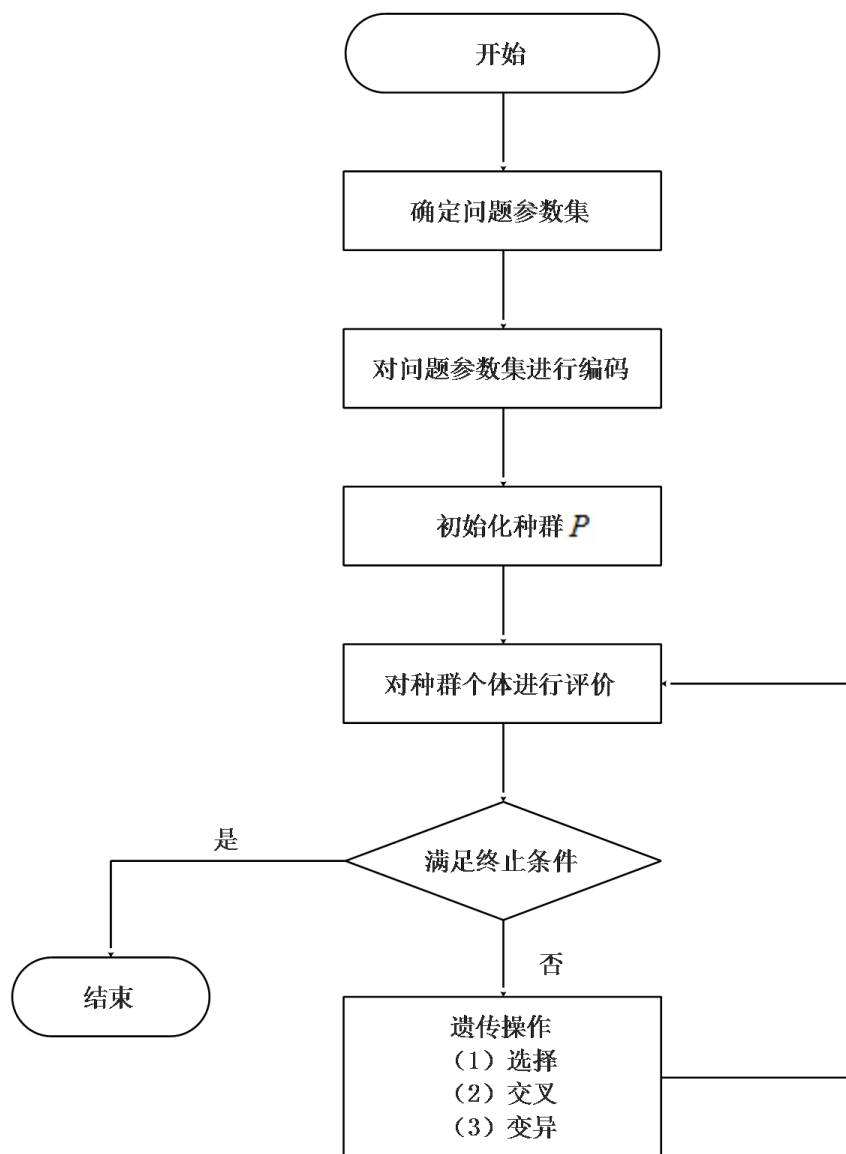 开始
确定问题参数集
对问题参数集进行编码
初始化种群 P
对种群个体进行评价
满足终止条件
是
否
结束
遗传操作
（1）选择
（2）交叉
（3）变异